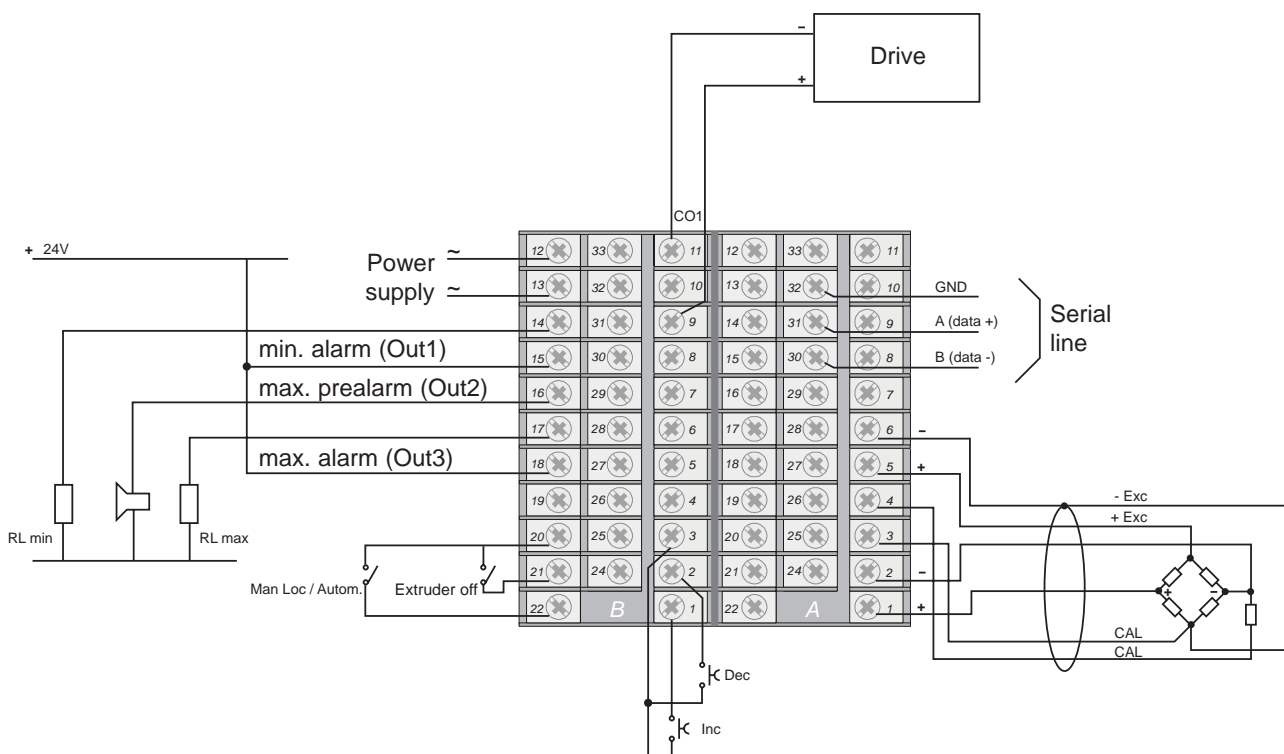 − Drive
+
CO1
+ 24V
Power supply ~ ~
12 33 11 12 33 11
13 32 10 13 32 10
GND
14 31 9 14 31 9
A (data +)
Serial line
min. alarm (Out1)
15 30 8 15 30 8
B (data -)
max. prealarm (Out2)
16 29 7 16 29 7
17 28 6 17 28 6 −
max. alarm (Out3)
18 27 5 18 27 5 +
19 26 4 19 26 4
- Exc
+ Exc
RL min RL max
20 25 3 20 25 3
21 24 2 21 24 2 −
Man Loc / Autom. Extruder off
22 B 1 22 A 1 +
+ −
CAL
CAL
Dec
Inc